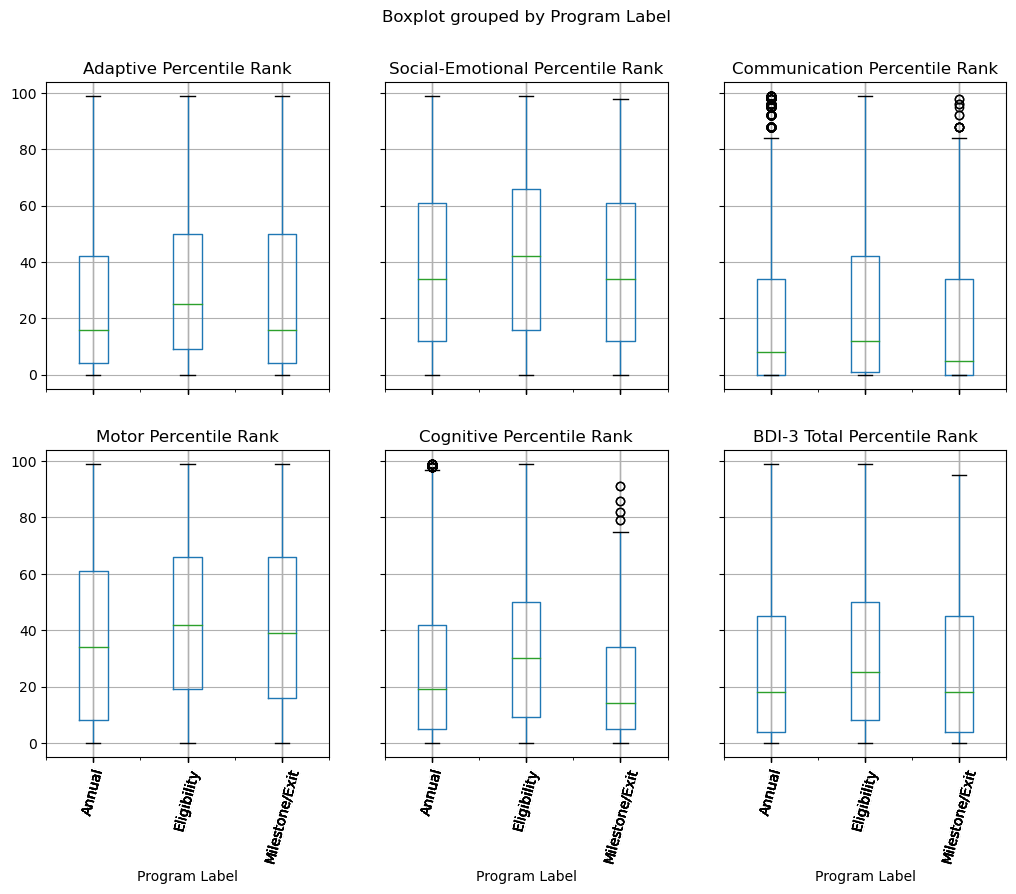 Boxplot grouped by Program Label
Adaptive Percentile Rank
Social-Emotional Percentile Rank
Communication Percentile Rank
100
80
60
40
20
0
Motor Percentile Rank
Cognitive Percentile Rank
BDI-3 Total Percentile Rank
100
80
60
40
20
0
Annual
Eligibility
Milestone/Exit
Annual
Eligibility
Milestone/Exit
Annual
Eligibility
Milestone/Exit
Program Label
Program Label
Program Label